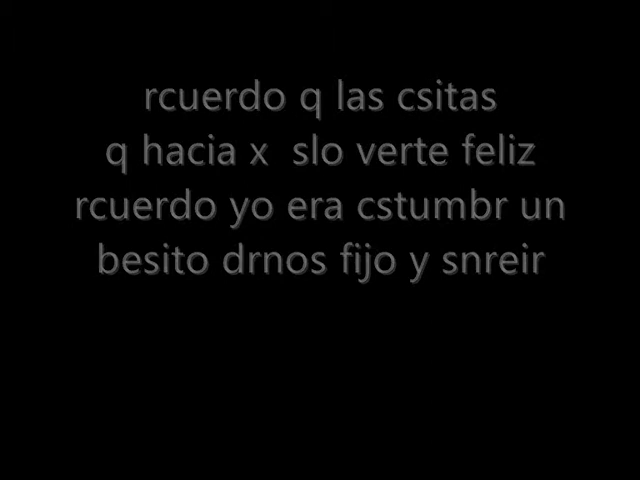 rcuerdo q las csitas
q hacia x slo verte feliz
rcuerdo yo era cstumbr un
besito drnos fijo y snreir